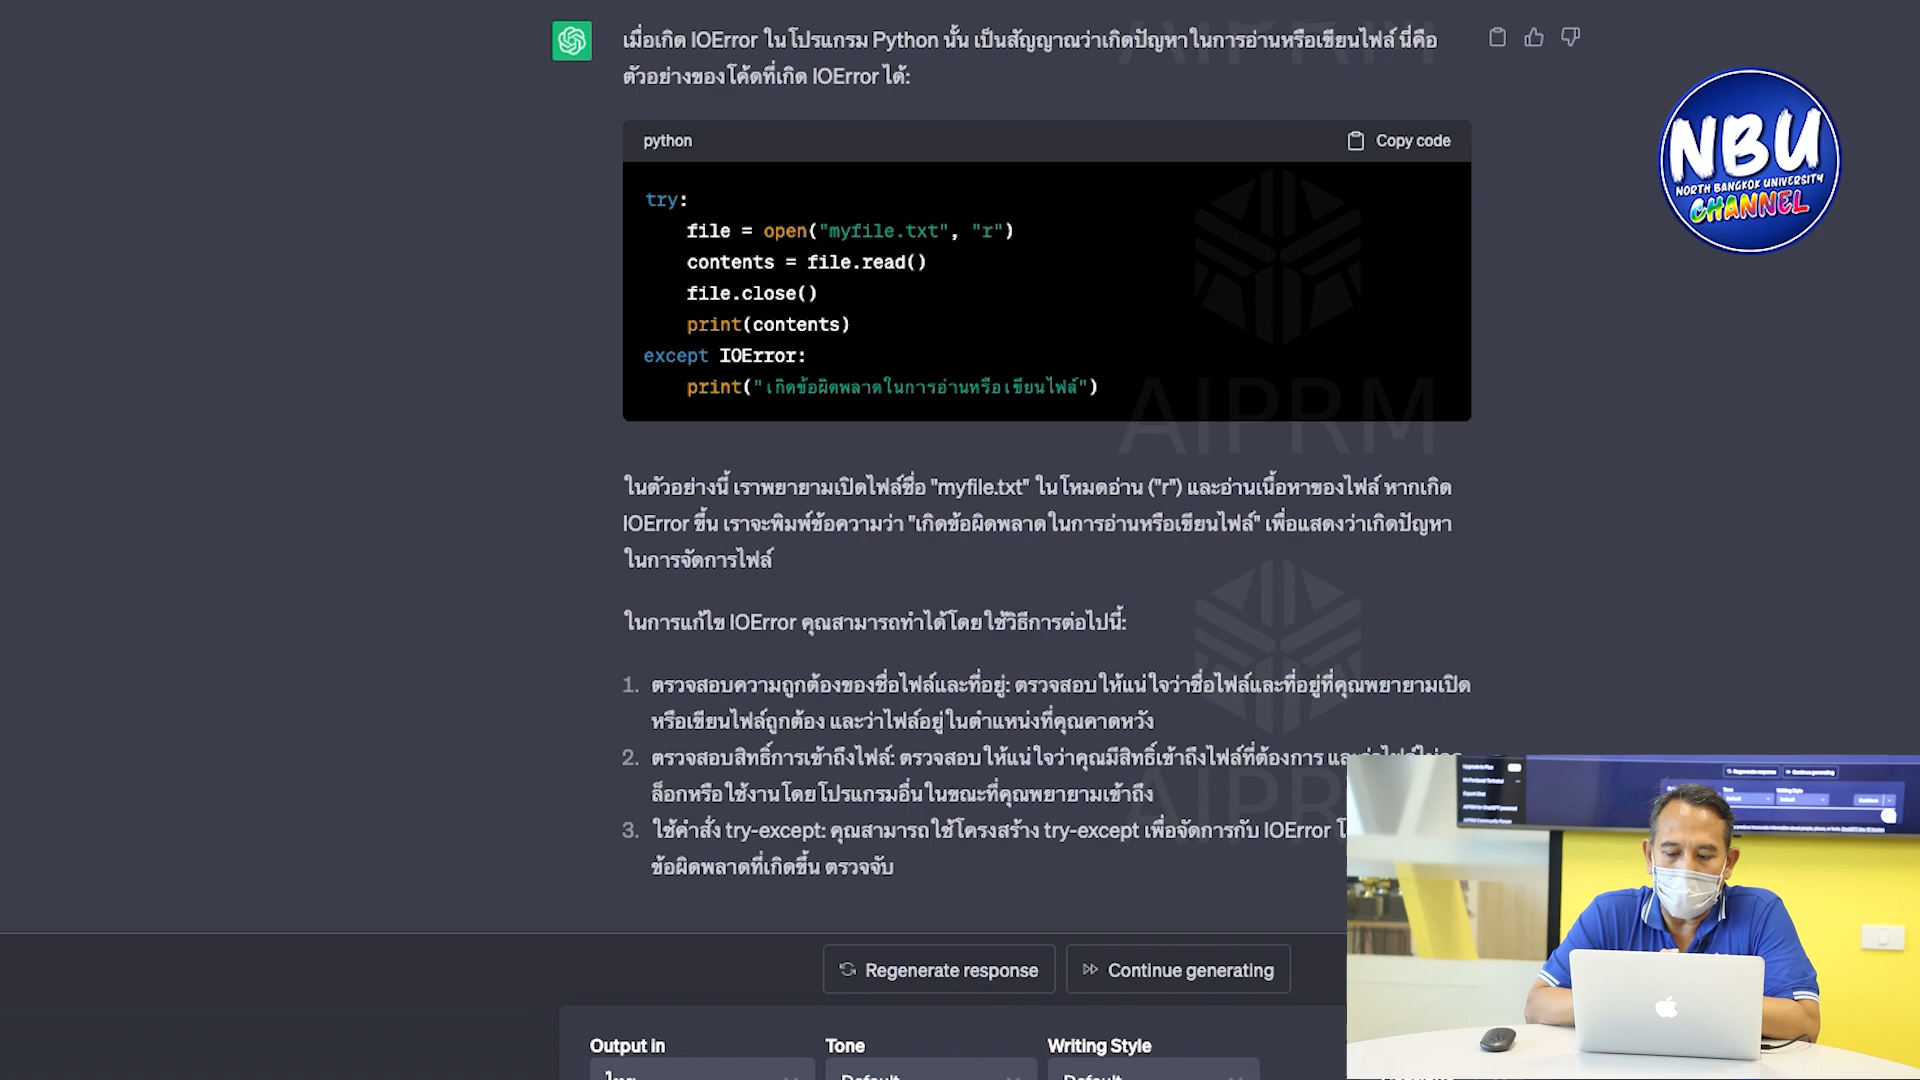 เมื่อเกิด IOError ในโปรแกรม Python นั้น เป็นสัญญาณว่าเกิดปัญหาในการอ่านหรือเขียนไฟล์ นี่คือ
ตัวอย่างของโค้ดที่เกิด IOError ได้:
python
Copy code
try:
file = open("myfile.txt", "r")
contents = file.read()
file.close()
print(contents)
except IOError:
print("เกิดข้อผิดพลาดในการอ่านหรือเขียนไฟล์")
AIPRM
ในตัวอย่างนี้ เราพยายามเปิดไฟล์ชื่อ "myfile.txt" ในโหมดอ่าน ("r") และอ่านเนื้อหาของไฟล์ หากเกิด
IOError ขึ้น เราจะพิมพ์ข้อความว่า "เกิดข้อผิดพลาดในการอ่านหรือเขียนไฟล์" เพื่อแสดงว่าเกิดปัญหา
ในการจัดการไฟล์
ในการแก้ไข IOError คุณสามารถทำได้โดยใช้วิธีการต่อไปนี้:
1. ตรวจสอบความถูกต้องของชื่อไฟล์และที่อยู่: ตรวจสอบให้แน่ใจว่าชื่อไฟล์และที่อยู่ที่คุณพยายามเปิด
หรือเขียนไฟล์ถูกต้อง และว่าไฟล์อยู่ในตำแหน่งที่คุณคาดหวัง
2. ตรวจสอบสิทธิ์การเข้าถึงไฟล์: ตรวจสอบให้แน่ใจว่าคุณมีสิทธิ์เข้าถึงไฟล์ที่ต้องการ
ล็อกหรือใช้งานโดยโปรแกรมอื่นในขณะที่คุณพยายามเข้าถึง
3. ใช้คำสั่ง try-except: คุณสามารถใช้โครงสร้าง try-except เพื่อจัดการกับ IOError
ข้อผิดพลาดที่เกิดขึ้น ตรวจจับ
Regenerate response
Continue generating
Output in
Tone
Writing Style
ไทย
Default
Default
NBU
NORTH BANGKOK UNIVERSITY
CHANNEL